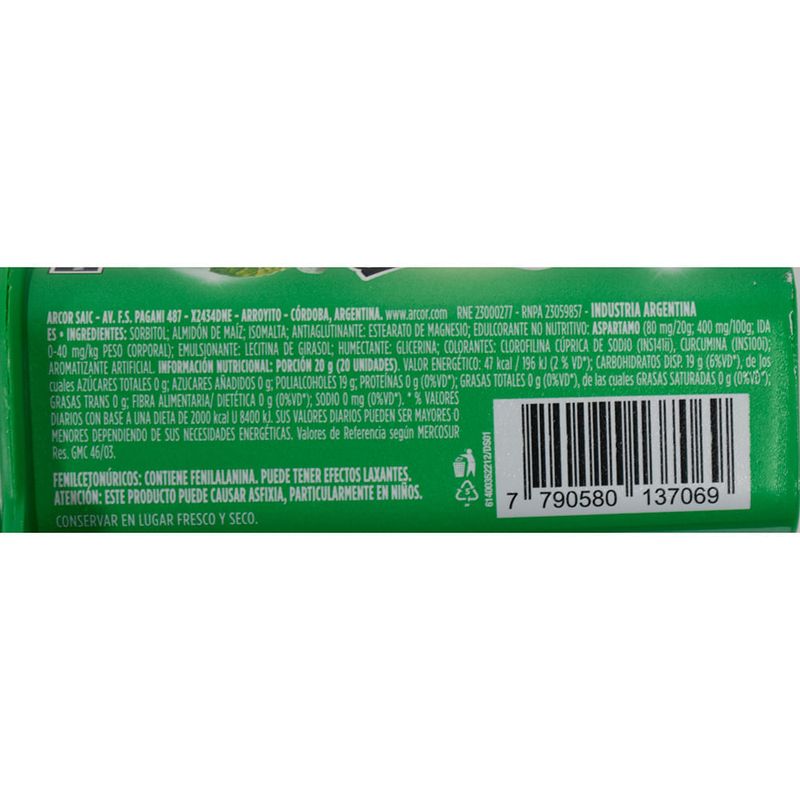 ARCOR SAIC - AV. F.S. PAGANI 487 - X2434DNE - ARROYITO - CÓRDOBA, ARGENTINA. www.arcor.com RNE 23000277 - RNPA 23059857 - INDUSTRIA ARGENTINA
ES • INGREDIENTES: SORBITOL; ALMIDÓN DE MAÍZ; ISOMALTA; ANTIAGLUTINANTE: ESTEARATO DE MAGNESIO; EDULCORANTE NO NUTRITIVO: ASPARTAMO (80 mg/20g; 400 mg/100g; IDA
0-40 mg/kg PESO CORPORAL); EMULSIONANTE: LECITINA DE GIRASOL; HUMECTANTE: GLICERINA; COLORANTES: CLOROFILINA CÚPRICA DE SODIO (INS141ii), CURCUMINA (INS100i);
AROMATIZANTE ARTIFICIAL. INFORMACIÓN NUTRICIONAL: PORCIÓN 20 g (20 UNIDADES). VALOR ENERGÉTICO: 47 kcal / 196 kJ (2 % VD*); CARBOHIDRATOS DISP. 19 g (6%VD*), de los
cuales AZÚCARES TOTALES 0 g; AZÚCARES AÑADIDOS 0 g; POLIALCOHOLES 19 g; PROTEÍNAS 0 g (0%VD*); GRASAS TOTALES 0 g (0%VD*), de las cuales GRASAS SATURADAS 0 g (0 %VD*);
GRASAS TRANS 0 g; FIBRA ALIMENTARIA/ DIETÉTICA 0 g (0%VD*); SODIO 0 mg (0%VD*). * % VALORES
DIARIOS CON BASE A UNA DIETA DE 2000 kcal U 8400 kJ. SUS VALORES DIARIOS PUEDEN SER MAYORES O
MENORES DEPENDIENDO DE SUS NECESIDADES ENERGÉTICAS. Valores de Referencia según MERCOSUR
Res. GMC 46/03.
FENILCETONÚRICOS: CONTIENE FENILALANINA. PUEDE TENER EFECTOS LAXANTES.
ATENCIÓN: ESTE PRODUCTO PUEDE CAUSAR ASFIXIA, PARTICULARMENTE EN NIÑOS.
CONSERVAR EN LUGAR FRESCO Y SECO.
5
61400352212/DS01
7 790580 137069